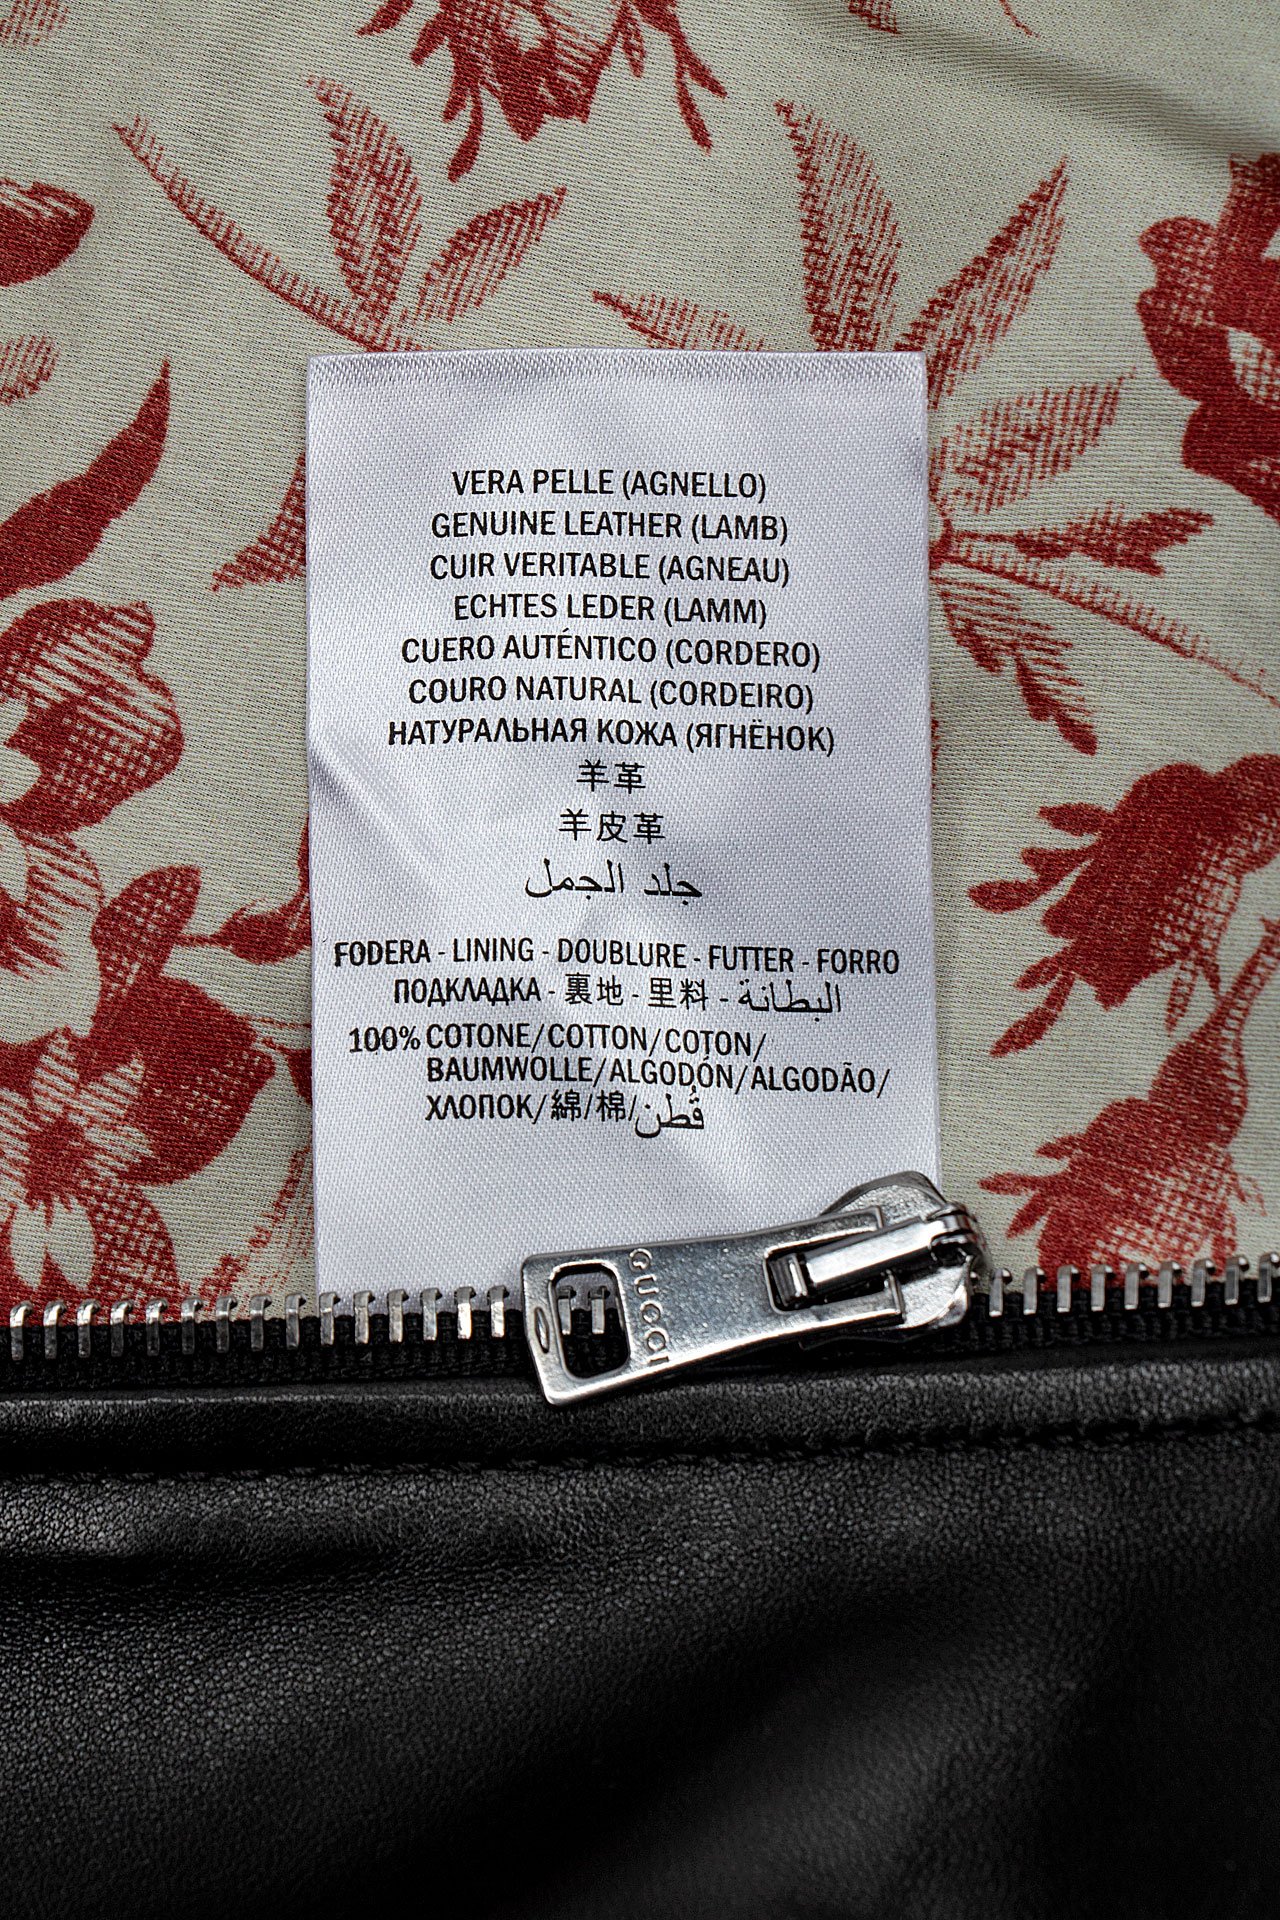 VERA PELLE (AGNELLO)
GENUINE LEATHER (LAMB)
CUIR VERITABLE (AGNEAU)
ECHTES LEDER (LAMM)
CUERO AUTÉNTICO (CORDERO)
COURO NATURAL (CORDEIRO)
НАТУРАЛЬНАЯ КОЖА (ЯГНЁНОК)
羊革
羊皮革
جلد الجمل
FODERA - LINING - DOUBLURE - FUTTER - FORRO
ПОДКЛАДКА - 裏地 - 里料 - البطانة
100% COTONE/COTTON/COTON/
BAUMWOLLE/ALGODÓN/ALGODÃO/
ХЛОПОК/綿/棉/قُطن
GUCCI